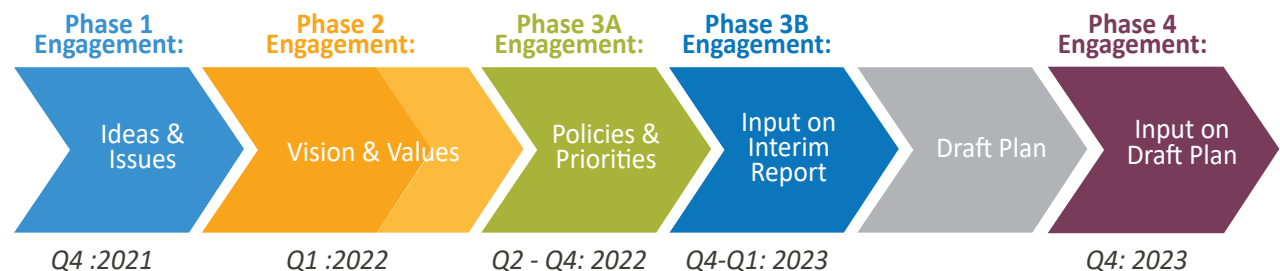 Phase 1
Engagement:
Phase 2
Engagement:
Phase 3A
Engagement:
Phase 3B
Engagement:
Phase 4
Engagement:
Ideas &
Issues
Vision & Values
Policies &
Priorities
Input on
Interim
Report
Draft Plan
Input on
Draft Plan
Q4 :2021
Q1 :2022
Q2 - Q4: 2022
Q4-Q1: 2023
Q4: 2023